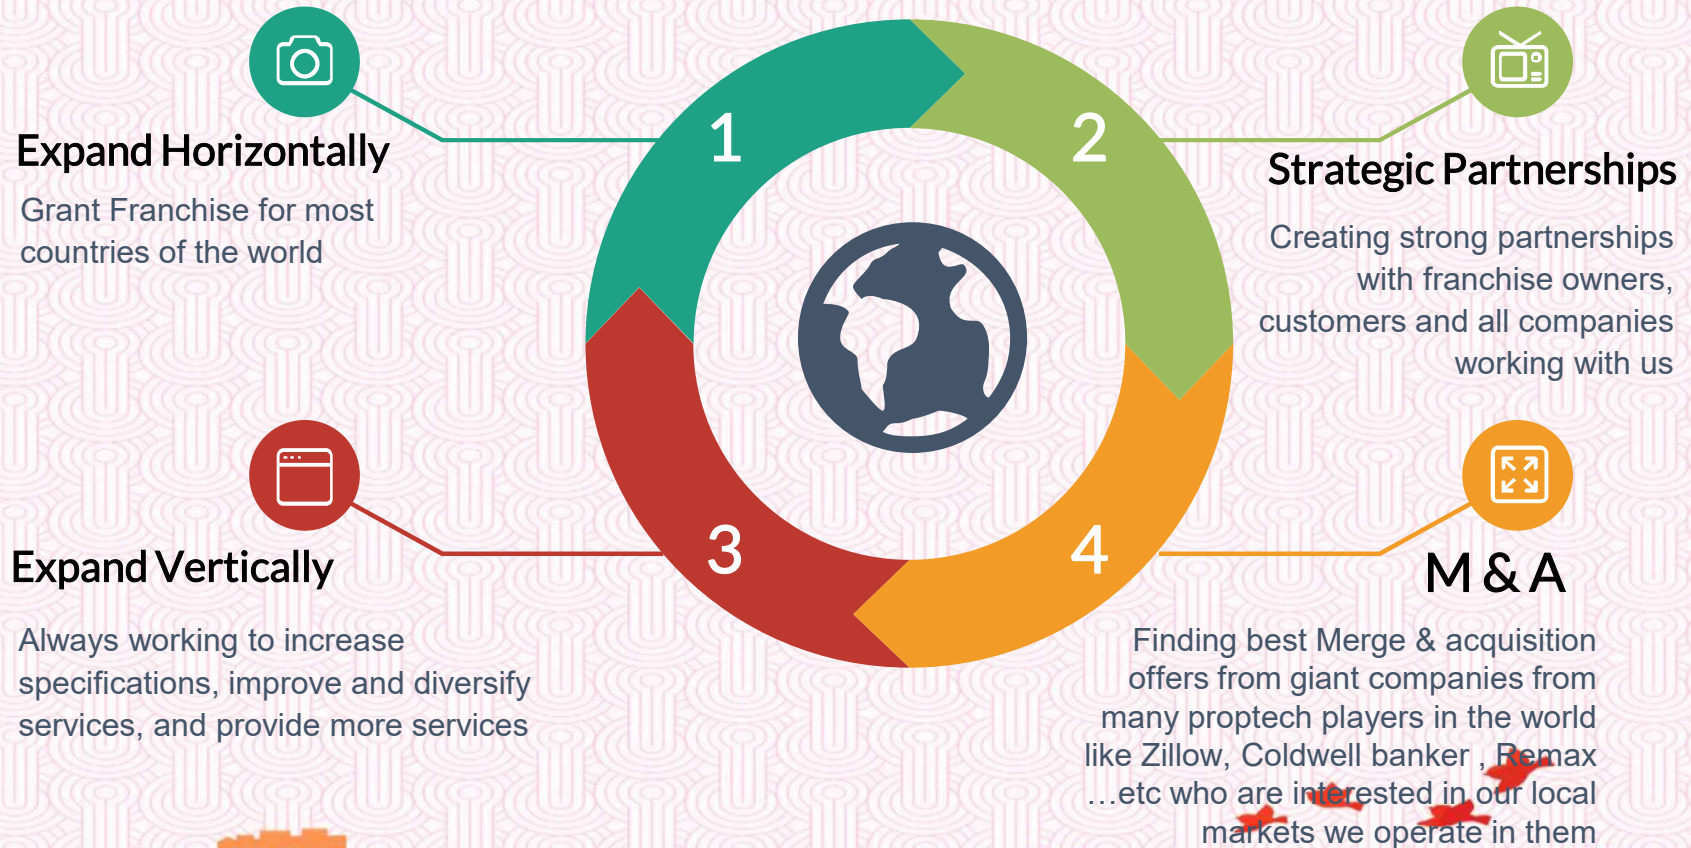 1
Expand Horizontally
Grant Franchise for most
countries of the world
2
Strategic Partnerships
Creating strong partnerships
with franchise owners,
customers and all companies
working with us
3
Expand Vertically
Always working to increase
specifications, improve and diversify
services, and provide more services
4
M & A
Finding best Merge & acquisition
offers from giant companies from
many proptech players in the world
like Zillow, Coldwell banker , Remax
…etc who are interested in our local
markets we operate in them